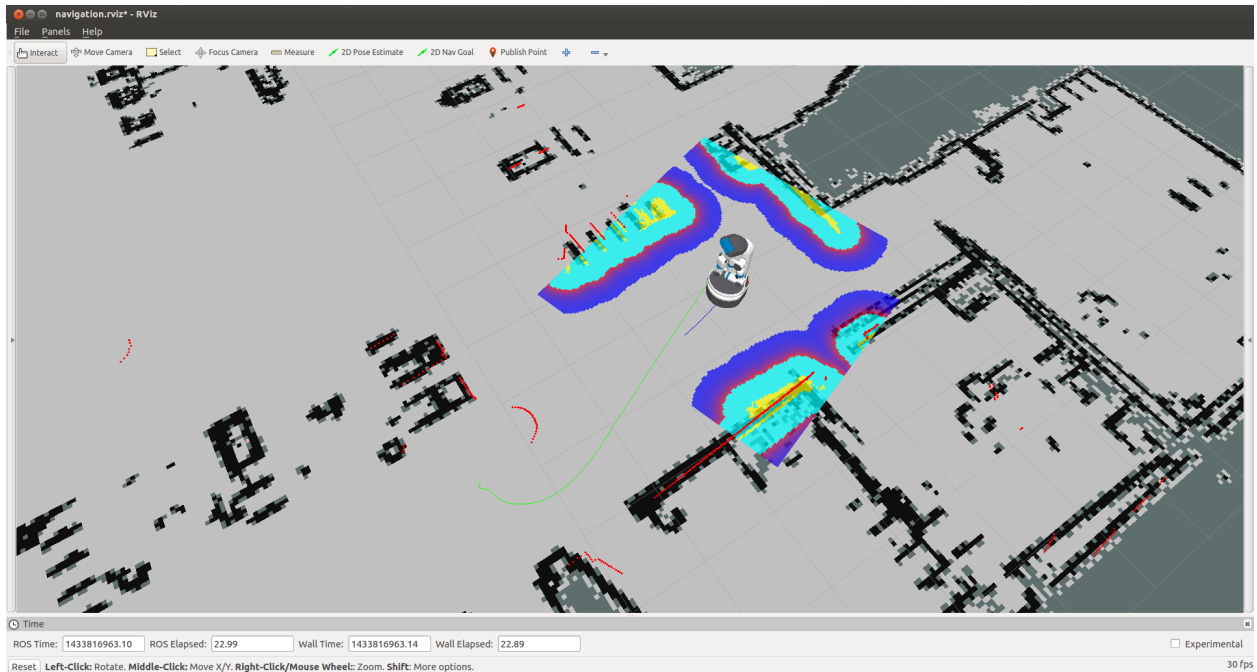 navigation.rviz* - RViz
File Panels Help
Interact Move Camera Select Focus Camera Measure 2D Pose Estimate 2D Nav Goal Publish Point
Time
ROS Time: 1433816963.10 ROS Elapsed: 22.99 Wall Time: 1433816963.14 Wall Elapsed: 22.89 Experimental
Reset Left-Click: Rotate. Middle-Click: Move X/Y. Right-Click/Mouse Wheel:: Zoom. Shift: More options. 30 fps